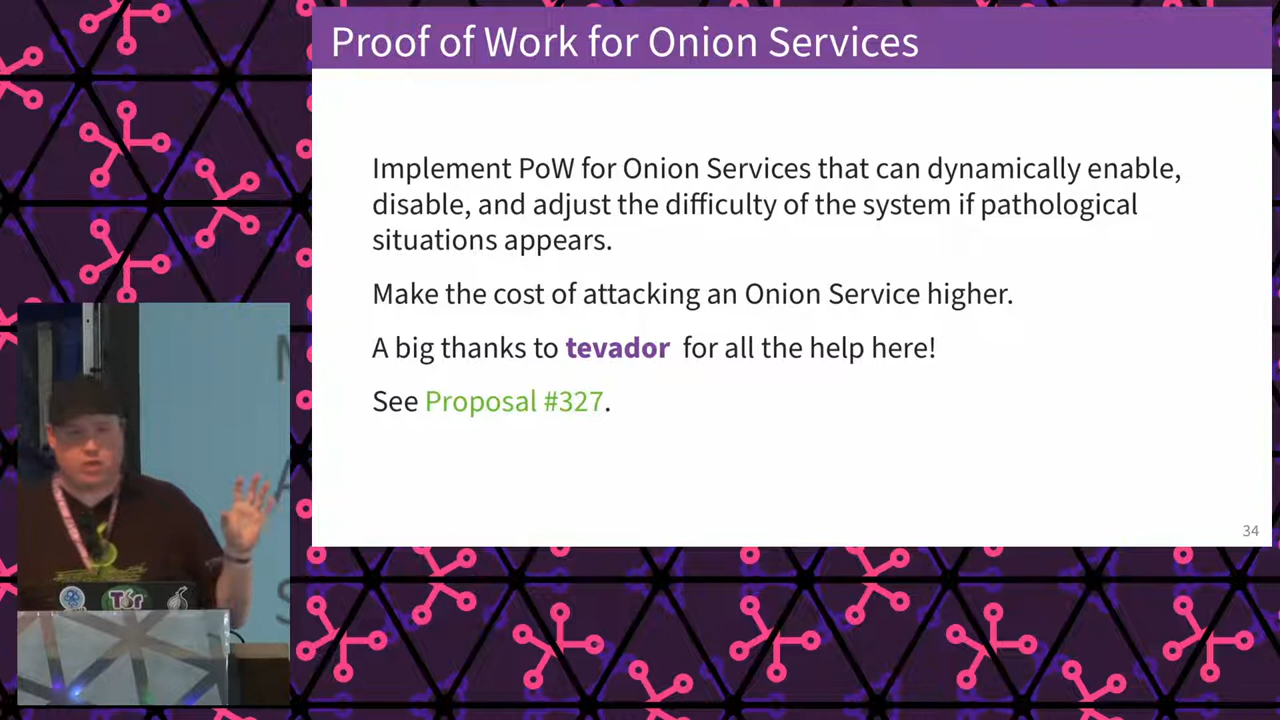 Proof of Work for Onion Services
Implement PoW for Onion Services that can dynamically enable,
disable, and adjust the difficulty of the system if pathological
situations appears.
Make the cost of attacking an Onion Service higher.
A big thanks to tevador for all the help here!
See Proposal #327.
34
Tor